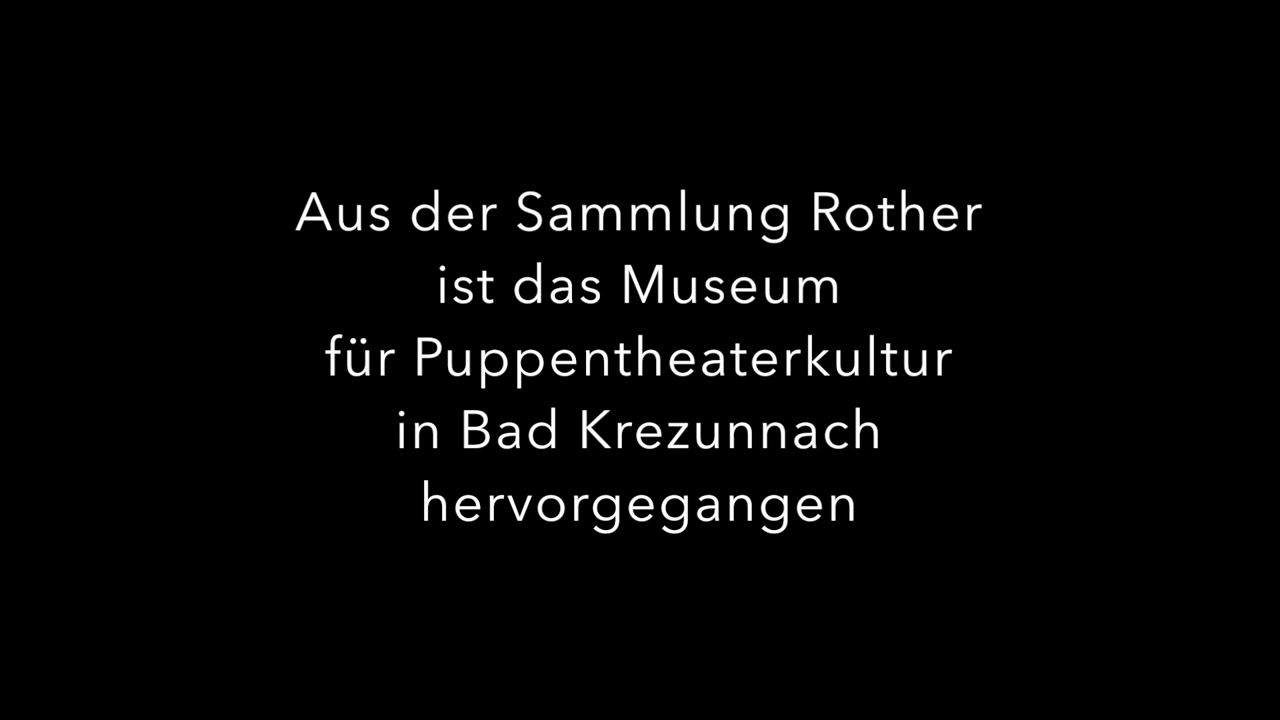 Aus der Sammlung Rother
ist das Museum
für Puppentheaterkultur
in Bad Krezunnach
hervorgegangen